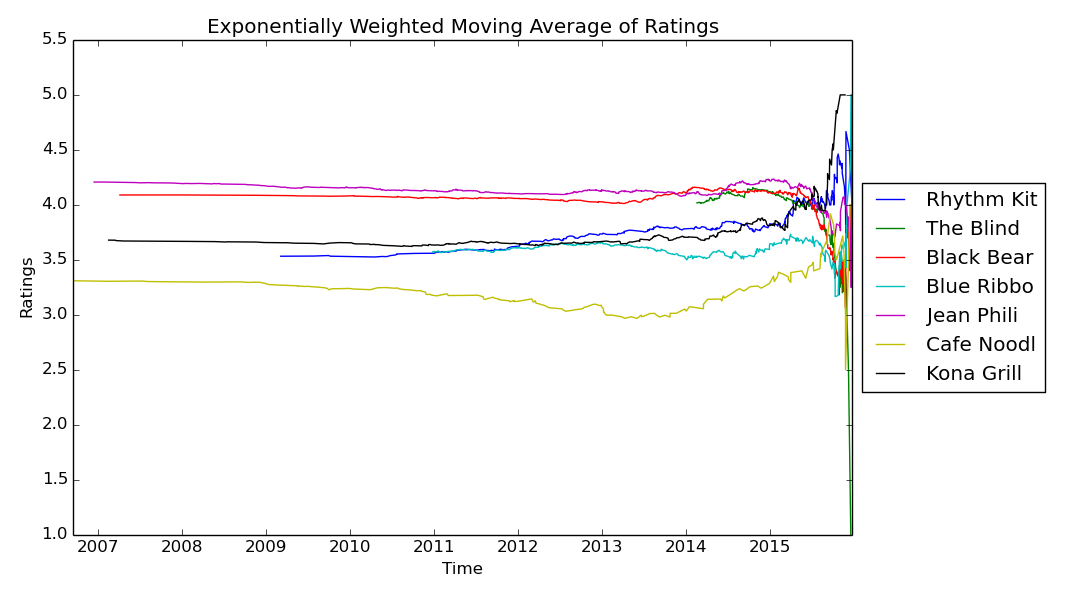 Exponentially Weighted Moving Average of Ratings
5.5
5.0
4.5
4.0
3.5
3.0
2.5
2.0
1.5
1.0
Ratings
2007 2008 2009 2010 2011 2012 2013 2014 2015
Time
Rhythm Kit
The Blind
Black Bear
Blue Ribbo
Jean Phili
Cafe Noodl
Kona Grill